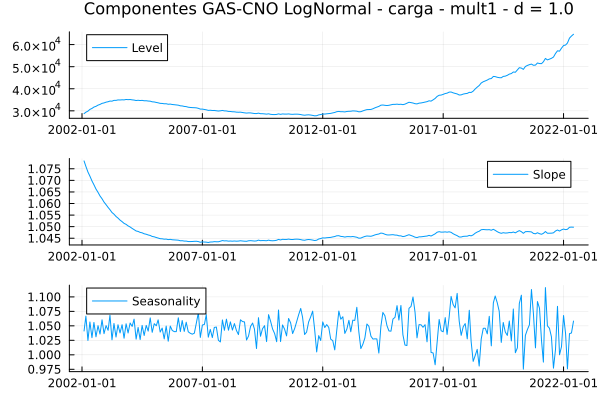 Componentes GAS-CNO LogNormal - carga - mult1 - d = 1.0
6.0×10⁴
5.0×10⁴
4.0×10⁴
3.0×10⁴
Level
2002-01-01 2007-01-01 2012-01-01 2017-01-01 2022-01-01
1.075
1.070
1.065
1.060
1.055
1.050
1.045
Slope
2002-01-01 2007-01-01 2012-01-01 2017-01-01 2022-01-01
1.100
1.075
1.050
1.025
1.000
0.975
Seasonality
2002-01-01 2007-01-01 2012-01-01 2017-01-01 2022-01-01